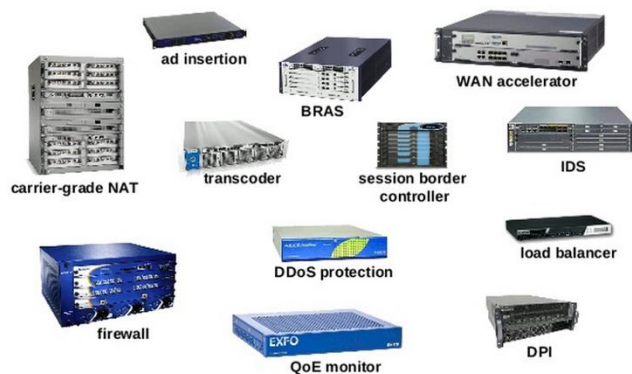 ad insertion
BRAS
WAN accelerator
carrier-grade NAT
transcoder
session border
controller
IDS
DDoS protection
load balancer
firewall
EXFO
QoE monitor
DPI